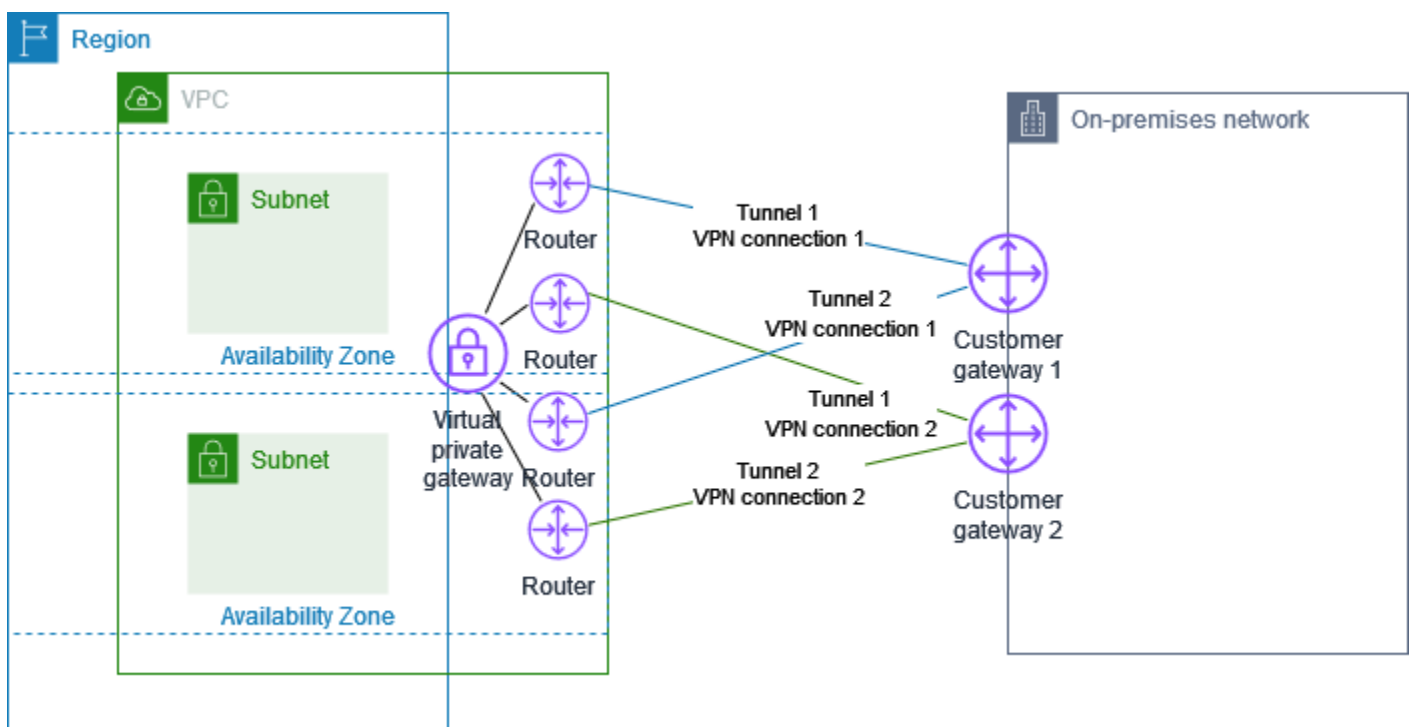 Region
VPC
On-premises network
Subnet
Router
Tunnel 1
VPN connection 1
Tunnel 2
VPN connection 1
Customer
gateway 1
Availability Zone
Router
Virtual
private
gateway
Router
Tunnel 1
VPN connection 2
Subnet
Tunnel 2
VPN connection 2
Customer
gateway 2
Router
Availability Zone